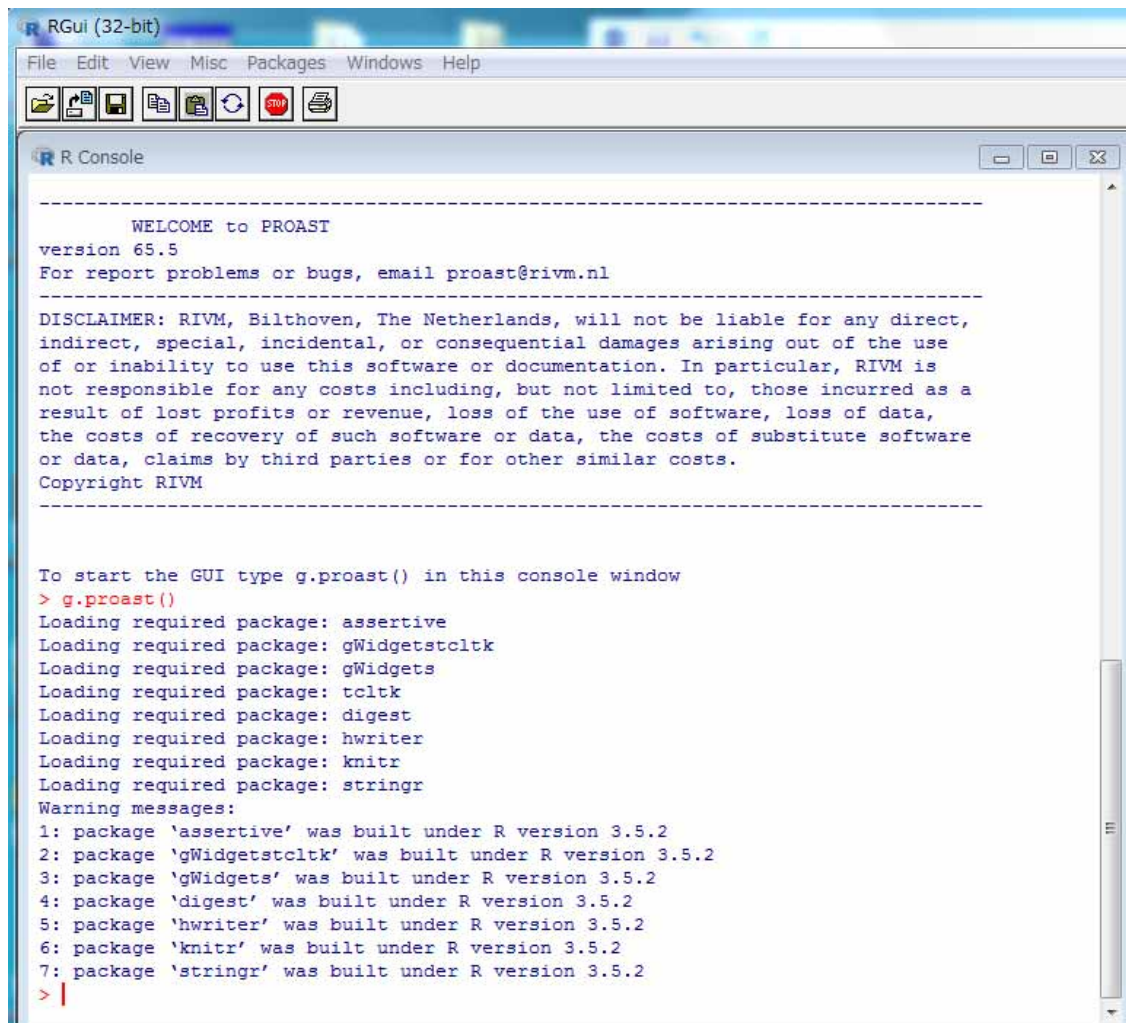 RGui (32-bit)
File Edit View Misc Packages Windows Help
STOP
R Console
--------------------------------------------------------------------------------
WELCOME to PROAST
version 65.5
For report problems or bugs, email proast@rivm.nl
--------------------------------------------------------------------------------
DISCLAIMER: RIVM, Bilthoven, The Netherlands, will not be liable for any direct,
indirect, special, incidental, or consequential damages arising out of the use
of or inability to use this software or documentation. In particular, RIVM is
not responsible for any costs including, but not limited to, those incurred as a
result of lost profits or revenue, loss of the use of software, loss of data,
the costs of recovery of such software or data, the costs of substitute software
or data, claims by third parties or for other similar costs.
Copyright RIVM
--------------------------------------------------------------------------------
To start the GUI type g.proast() in this console window
> g.proast()
Loading required package: assertive
Loading required package: gWidgetstcltk
Loading required package: gWidgets
Loading required package: tcltk
Loading required package: digest
Loading required package: hwriter
Loading required package: knitr
Loading required package: stringr
Warning messages:
1: package ‘assertive’ was built under R version 3.5.2
2: package ‘gWidgetstcltk’ was built under R version 3.5.2
3: package ‘gWidgets’ was built under R version 3.5.2
4: package ‘digest’ was built under R version 3.5.2
5: package ‘hwriter’ was built under R version 3.5.2
6: package ‘knitr’ was built under R version 3.5.2
7: package ‘stringr’ was built under R version 3.5.2
>